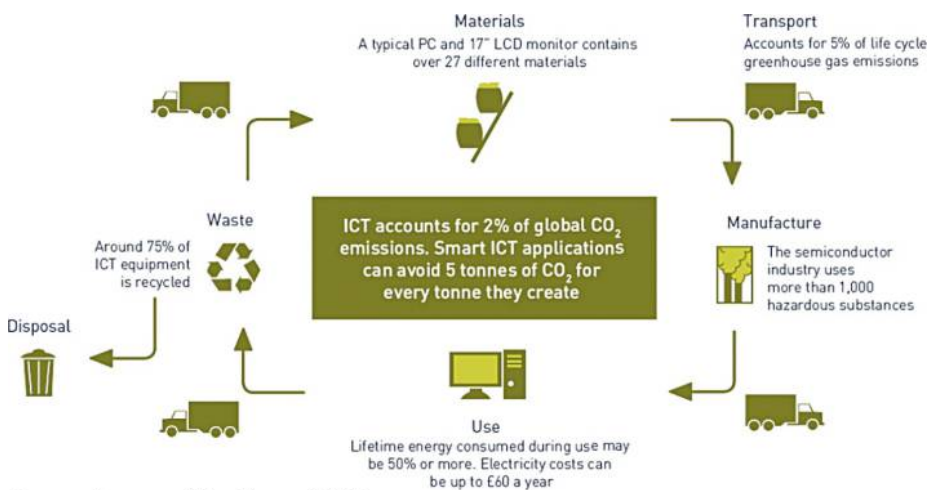 Materials
A typical PC and 17" LCD monitor contains
over 27 different materials
Transport
Accounts for 5% of life cycle
greenhouse gas emissions
Waste
Around 75% of
ICT equipment
is recycled
ICT accounts for 2% of global CO₂
emissions. Smart ICT applications
can avoid 5 tonnes of CO₂ for
every tonne they create
Manufacture
The semiconductor
industry uses
more than 1,000
hazardous substances
Disposal
Use
Lifetime energy consumed during use may
be 50% or more. Electricity costs can
be up to £60 a year